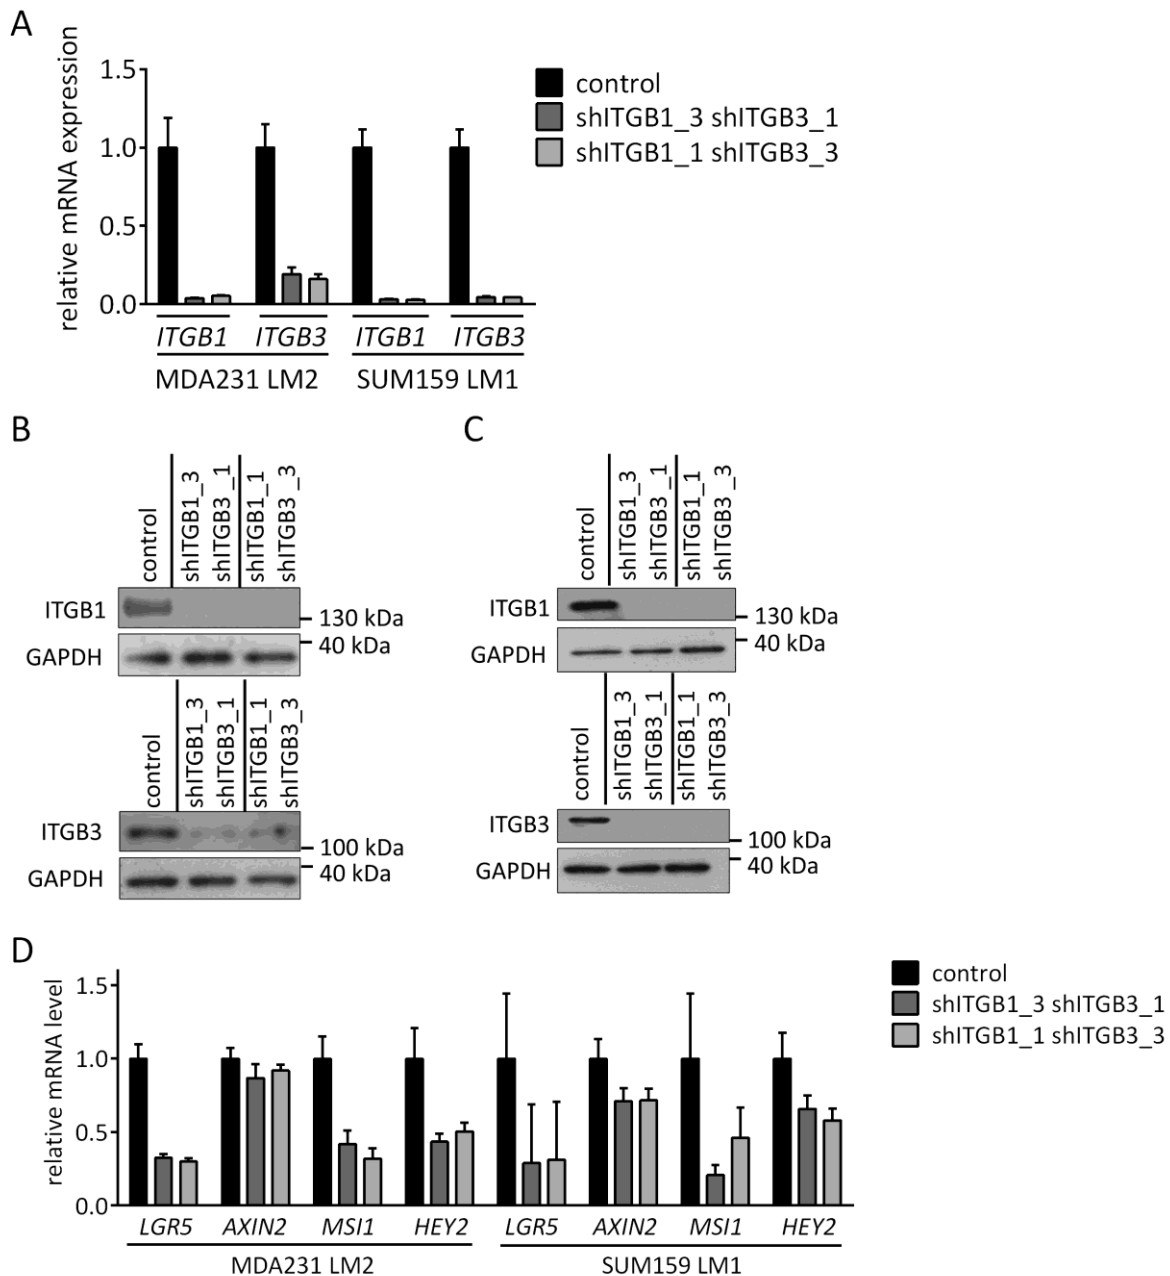 A
relative mRNA expression
1.5
1.0
0.5
0.0
control
shITGB1_3 shITGB3_1
shITGB1_1 shITGB3_3
ITGB1 ITGB3 ITGB1 ITGB3
MDA231 LM2 SUM159 LM1
B
control
shITGB1_3
shITGB3_1
shITGB1_1
shITGB3_3
ITGB1
130 kDa
GAPDH
40 kDa
control
shITGB1_3
shITGB3_1
shITGB1_1
shITGB3_3
ITGB3
100 kDa
GAPDH
40 kDa
C
control
shITGB1_3
shITGB3_1
shITGB1_1
shITGB3_3
ITGB1
130 kDa
GAPDH
40 kDa
control
shITGB1_3
shITGB3_1
shITGB1_1
shITGB3_3
ITGB3
100 kDa
GAPDH
40 kDa
D
relative mRNA level
1.5
1.0
0.5
0.0
control
shITGB1_3 shITGB3_1
shITGB1_1 shITGB3_3
LGR5 AXIN2 MSI1 HEY2 LGR5 AXIN2 MSI1 HEY2
MDA231 LM2 SUM159 LM1